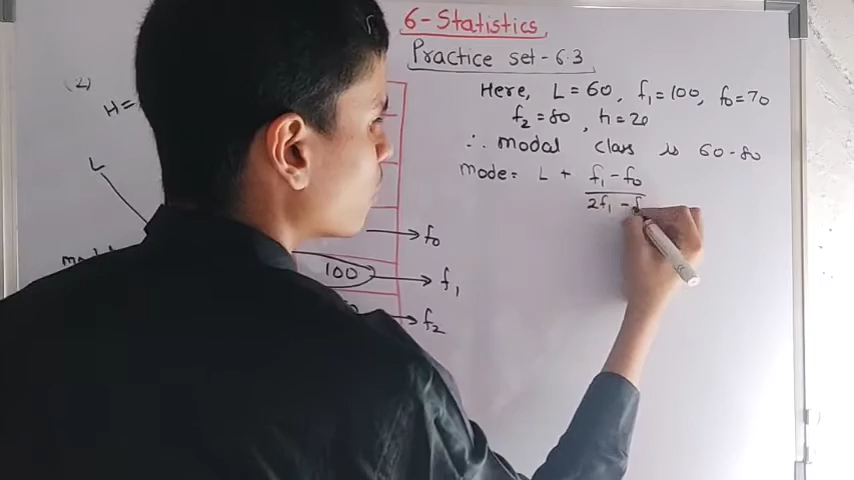 6-Statistics
Practice set-6.3
(2)
H=
L
Here, L=60, f₁=100, f₀=70
f₂=80, h=20
∴ modal class is 60-80
Mode= L + f₁-f₀
2f₁-f
f₀
100 f₁
f₂